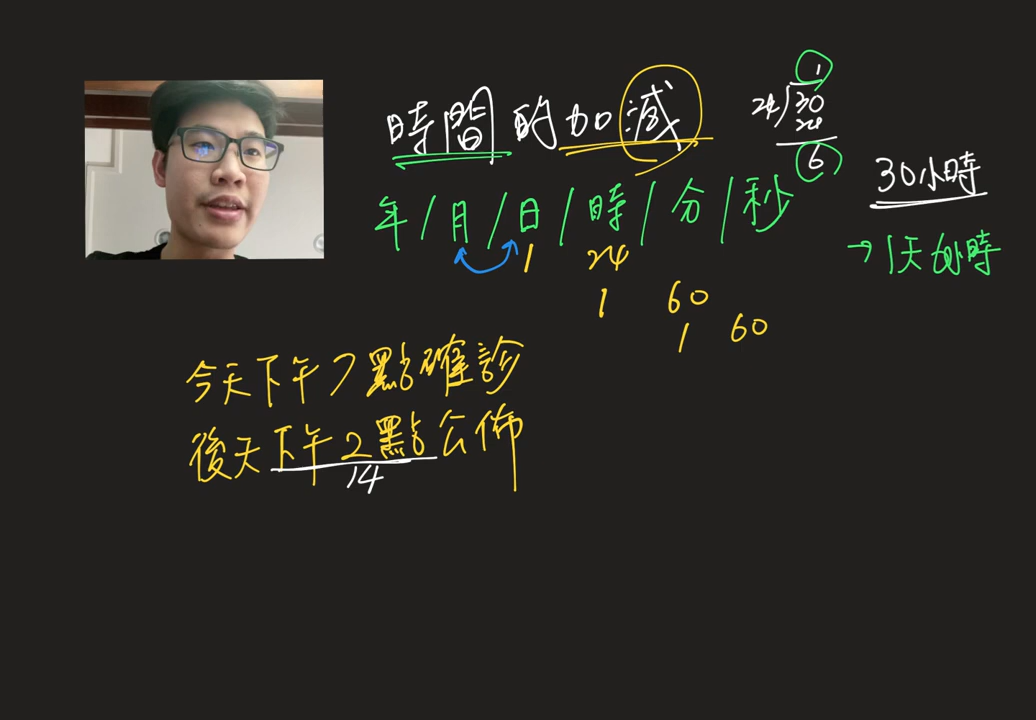 時間的加減
年/月/日/時/分/秒
1 24
1 60
1 60
1
24)30
24
6
30小時
→1天6小時
今天下午7點確診
後天下午2點公佈
14